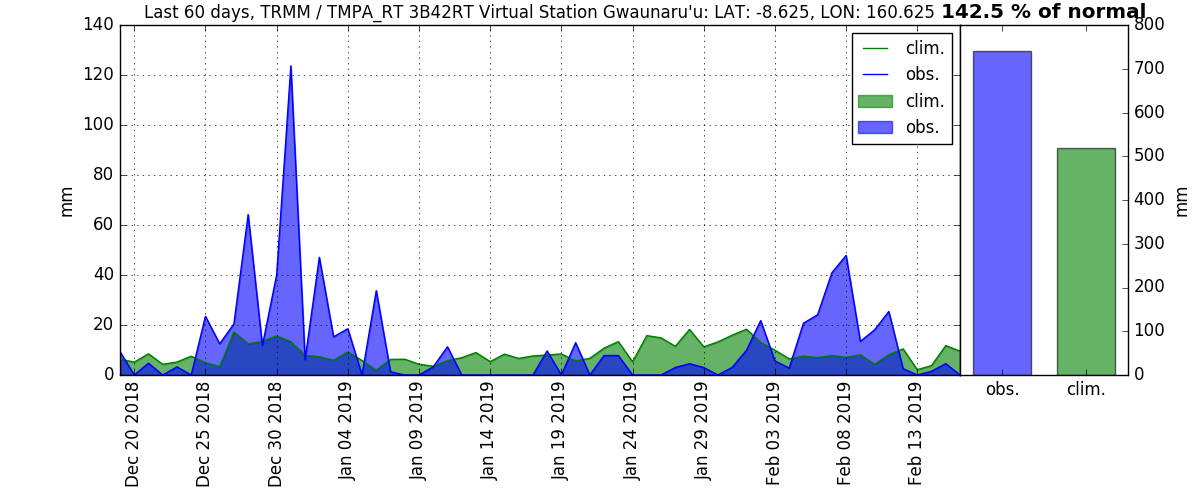 Last 60 days, TRMM / TMPA_RT 3B42RT Virtual Station Gwaunaru'u: LAT: -8.625, LON: 160.625 142.5 % of normal
140
120
100
80
60
40
20
0
mm
clim.
obs.
clim.
obs.
800
700
600
500
400
300
200
100
0
mm
Dec 20 2018
Dec 25 2018
Dec 30 2018
Jan 04 2019
Jan 09 2019
Jan 14 2019
Jan 19 2019
Jan 24 2019
Jan 29 2019
Feb 03 2019
Feb 08 2019
Feb 13 2019
obs.
clim.